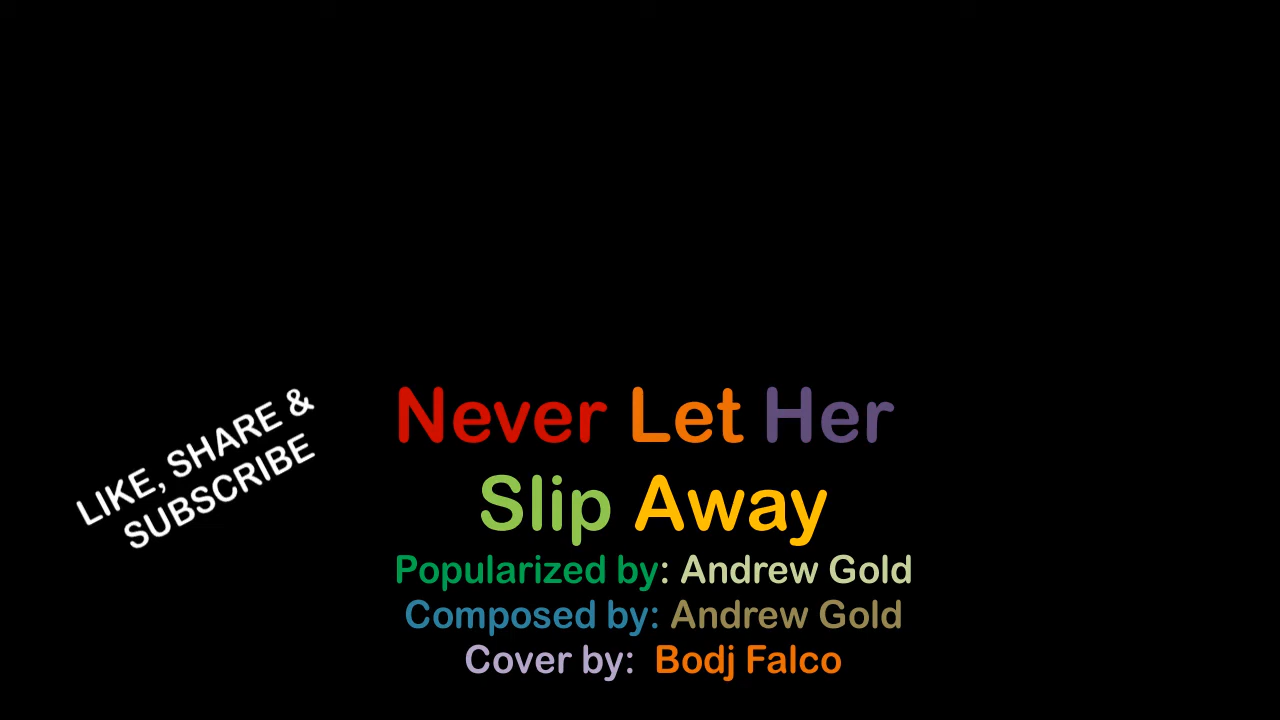 LIKE, SHARE &
SUBSCRIBE
Never Let Her
Slip Away
Popularized by: Andrew Gold
Composed by: Andrew Gold
Cover by: Bodj Falco